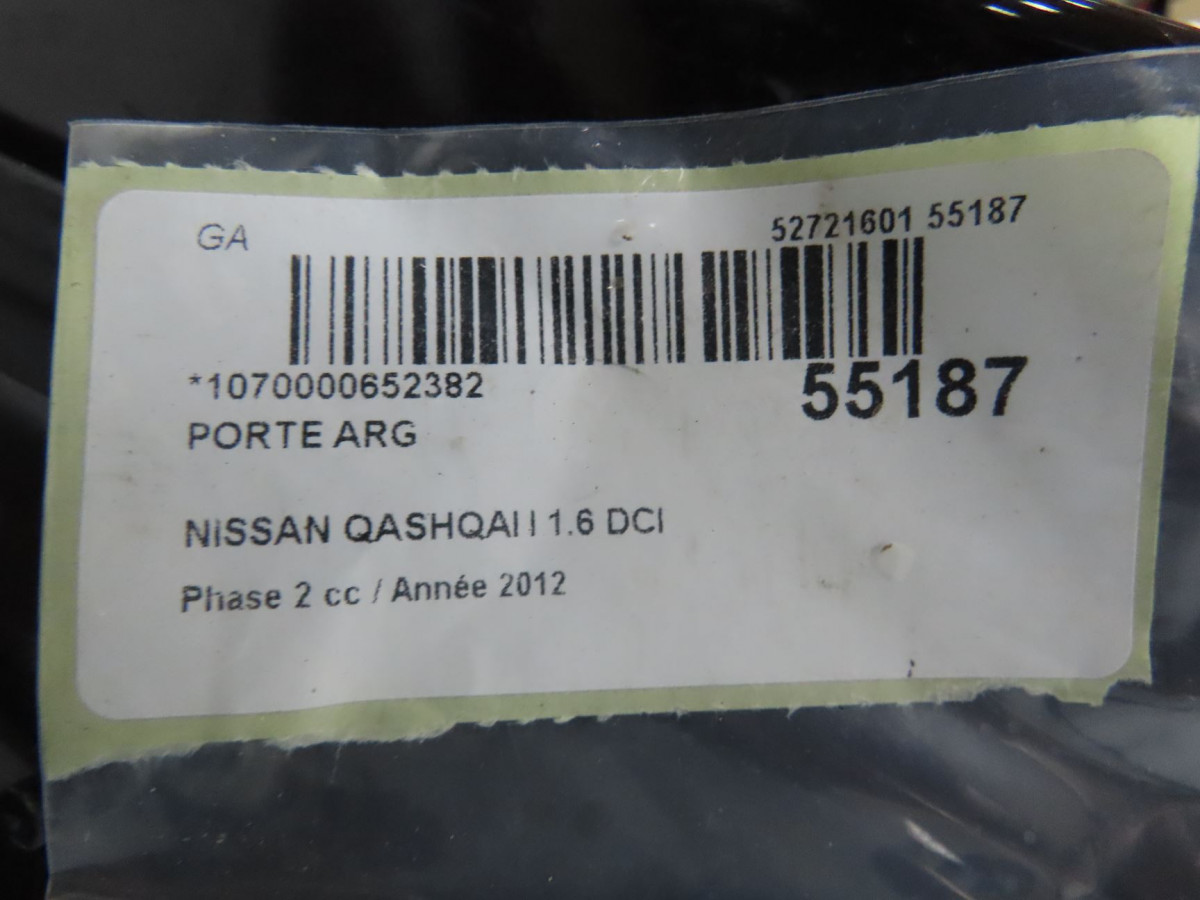 GA
52721601 55187
*1070000652382
55187
PORTE ARG
NISSAN QASHQAI I 1.6 DCI
Phase 2 cc / Année 2012